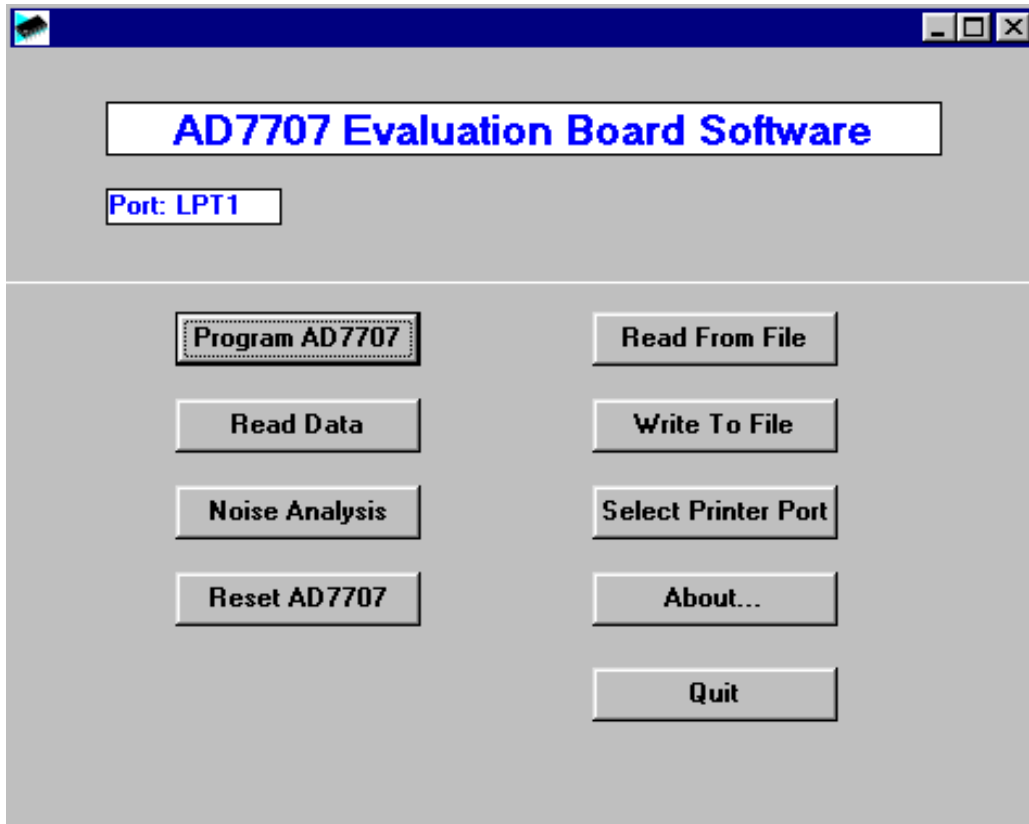 AD7707 Evaluation Board Software
Port: LPT1
Program AD7707
Read From File
Read Data
Write To File
Noise Analysis
Select Printer Port
Reset AD7707
About...
Quit